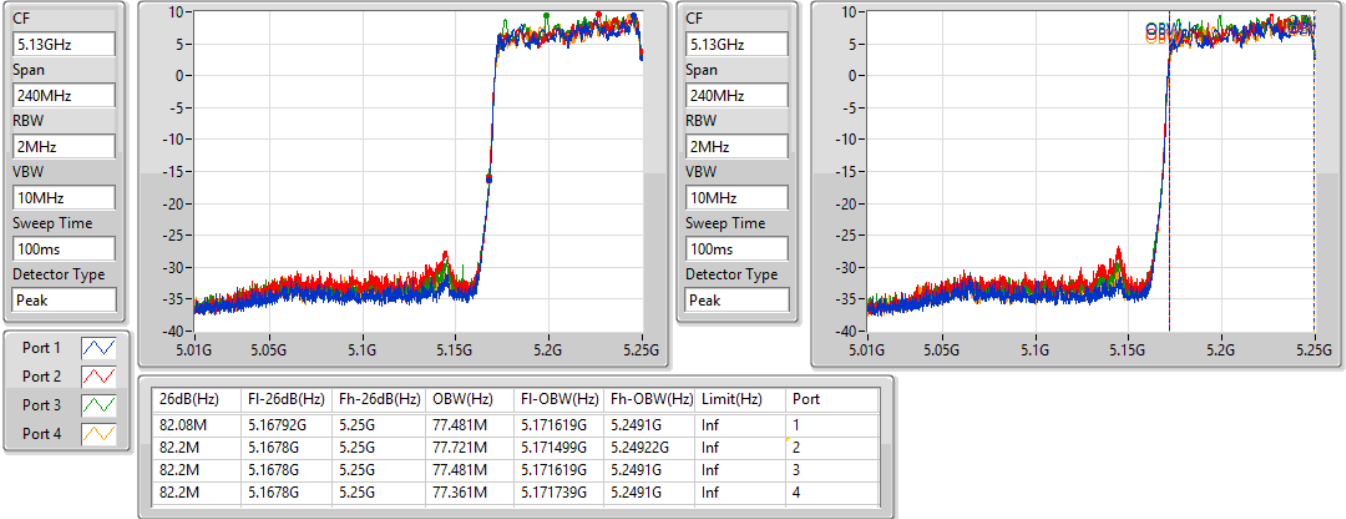 CF
5.13GHz
Span
240MHz
RBW
2MHz
VBW
10MHz
Sweep Time
100ms
Detector Type
Peak
10
5
0
-5
-10
-15
-20
-25
-30
-35
-40
5.01G 5.05G 5.1G 5.15G 5.2G 5.25G
CF
5.13GHz
Span
240MHz
RBW
2MHz
VBW
10MHz
Sweep Time
100ms
Detector Type
Peak
10
5
0
-5
-10
-15
-20
-25
-30
-35
-40
OBW
5.01G 5.05G 5.1G 5.15G 5.2G 5.25G
Port 1
Port 2
Port 3
Port 4
26dB(Hz) Fl-26dB(Hz) Fh-26dB(Hz) OBW(Hz) Fl-OBW(Hz) Fh-OBW(Hz) Limit(Hz) Port
82.08M 5.16792G 5.25G 77.481M 5.171619G 5.2491G Inf 1
82.2M 5.1678G 5.25G 77.721M 5.171499G 5.24922G Inf 2
82.2M 5.1678G 5.25G 77.481M 5.171619G 5.2491G Inf 3
82.2M 5.1678G 5.25G 77.361M 5.171739G 5.2491G Inf 4